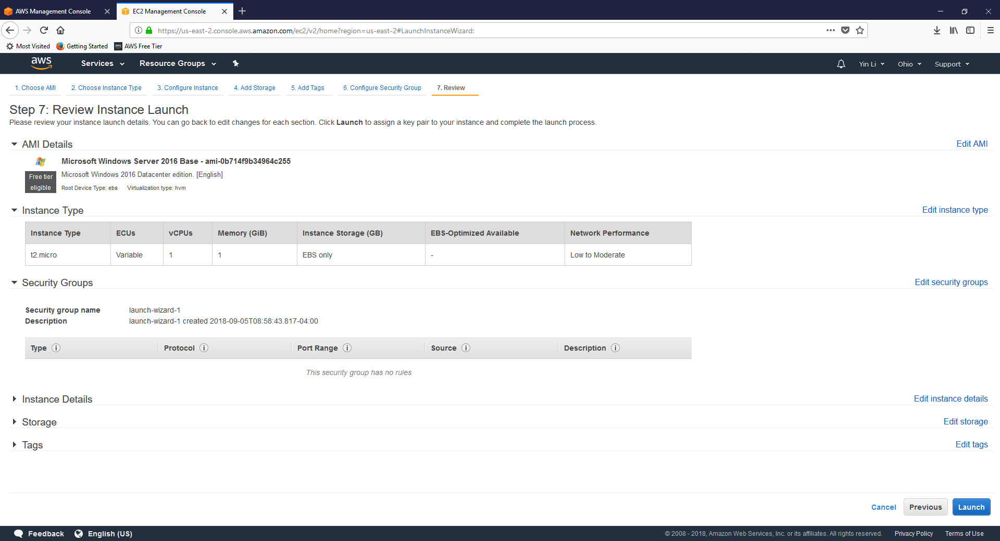 AWS Management Console
EC2 Management Console
https://us-east-2.console.aws.amazon.com/ec2/v2/home?region=us-east-2#LaunchInstanceWizard:
Most Visited Getting Started aws AWS Free Tier
aws Services Resource Groups Yin Li Ohio Support
1. Choose AMI 2. Choose Instance Type 3. Configure Instance 4. Add Storage 5. Add Tags 6. Configure Security Group 7. Review
Step 7: Review Instance Launch
Please review your instance launch details. You can go back to edit changes for each section. Click Launch to assign a key pair to your instance and complete the launch process.
AMI Details Edit AMI
Microsoft Windows Server 2016 Base - ami-0b714f9b34964c255
Free tier eligible
Microsoft Windows 2016 Datacenter edition. [English]
Root Device Type: ebs Virtualization type: hvm
Instance Type Edit instance type
Instance Type ECUs vCPUs Memory (GiB) Instance Storage (GB) EBS-Optimized Available Network Performance
t2.micro Variable 1 1 EBS only - Low to Moderate
Security Groups Edit security groups
Security group name launch-wizard-1
Description launch-wizard-1 created 2018-09-05T08:58:43.817-04:00
Type i Protocol i Port Range i Source i Description i
This security group has no rules
Instance Details Edit instance details
Storage Edit storage
Tags Edit tags
Cancel Previous Launch
Feedback English (US) © 2008 - 2018, Amazon Web Services, Inc. or its affiliates. All rights reserved. Privacy Policy Terms of Use